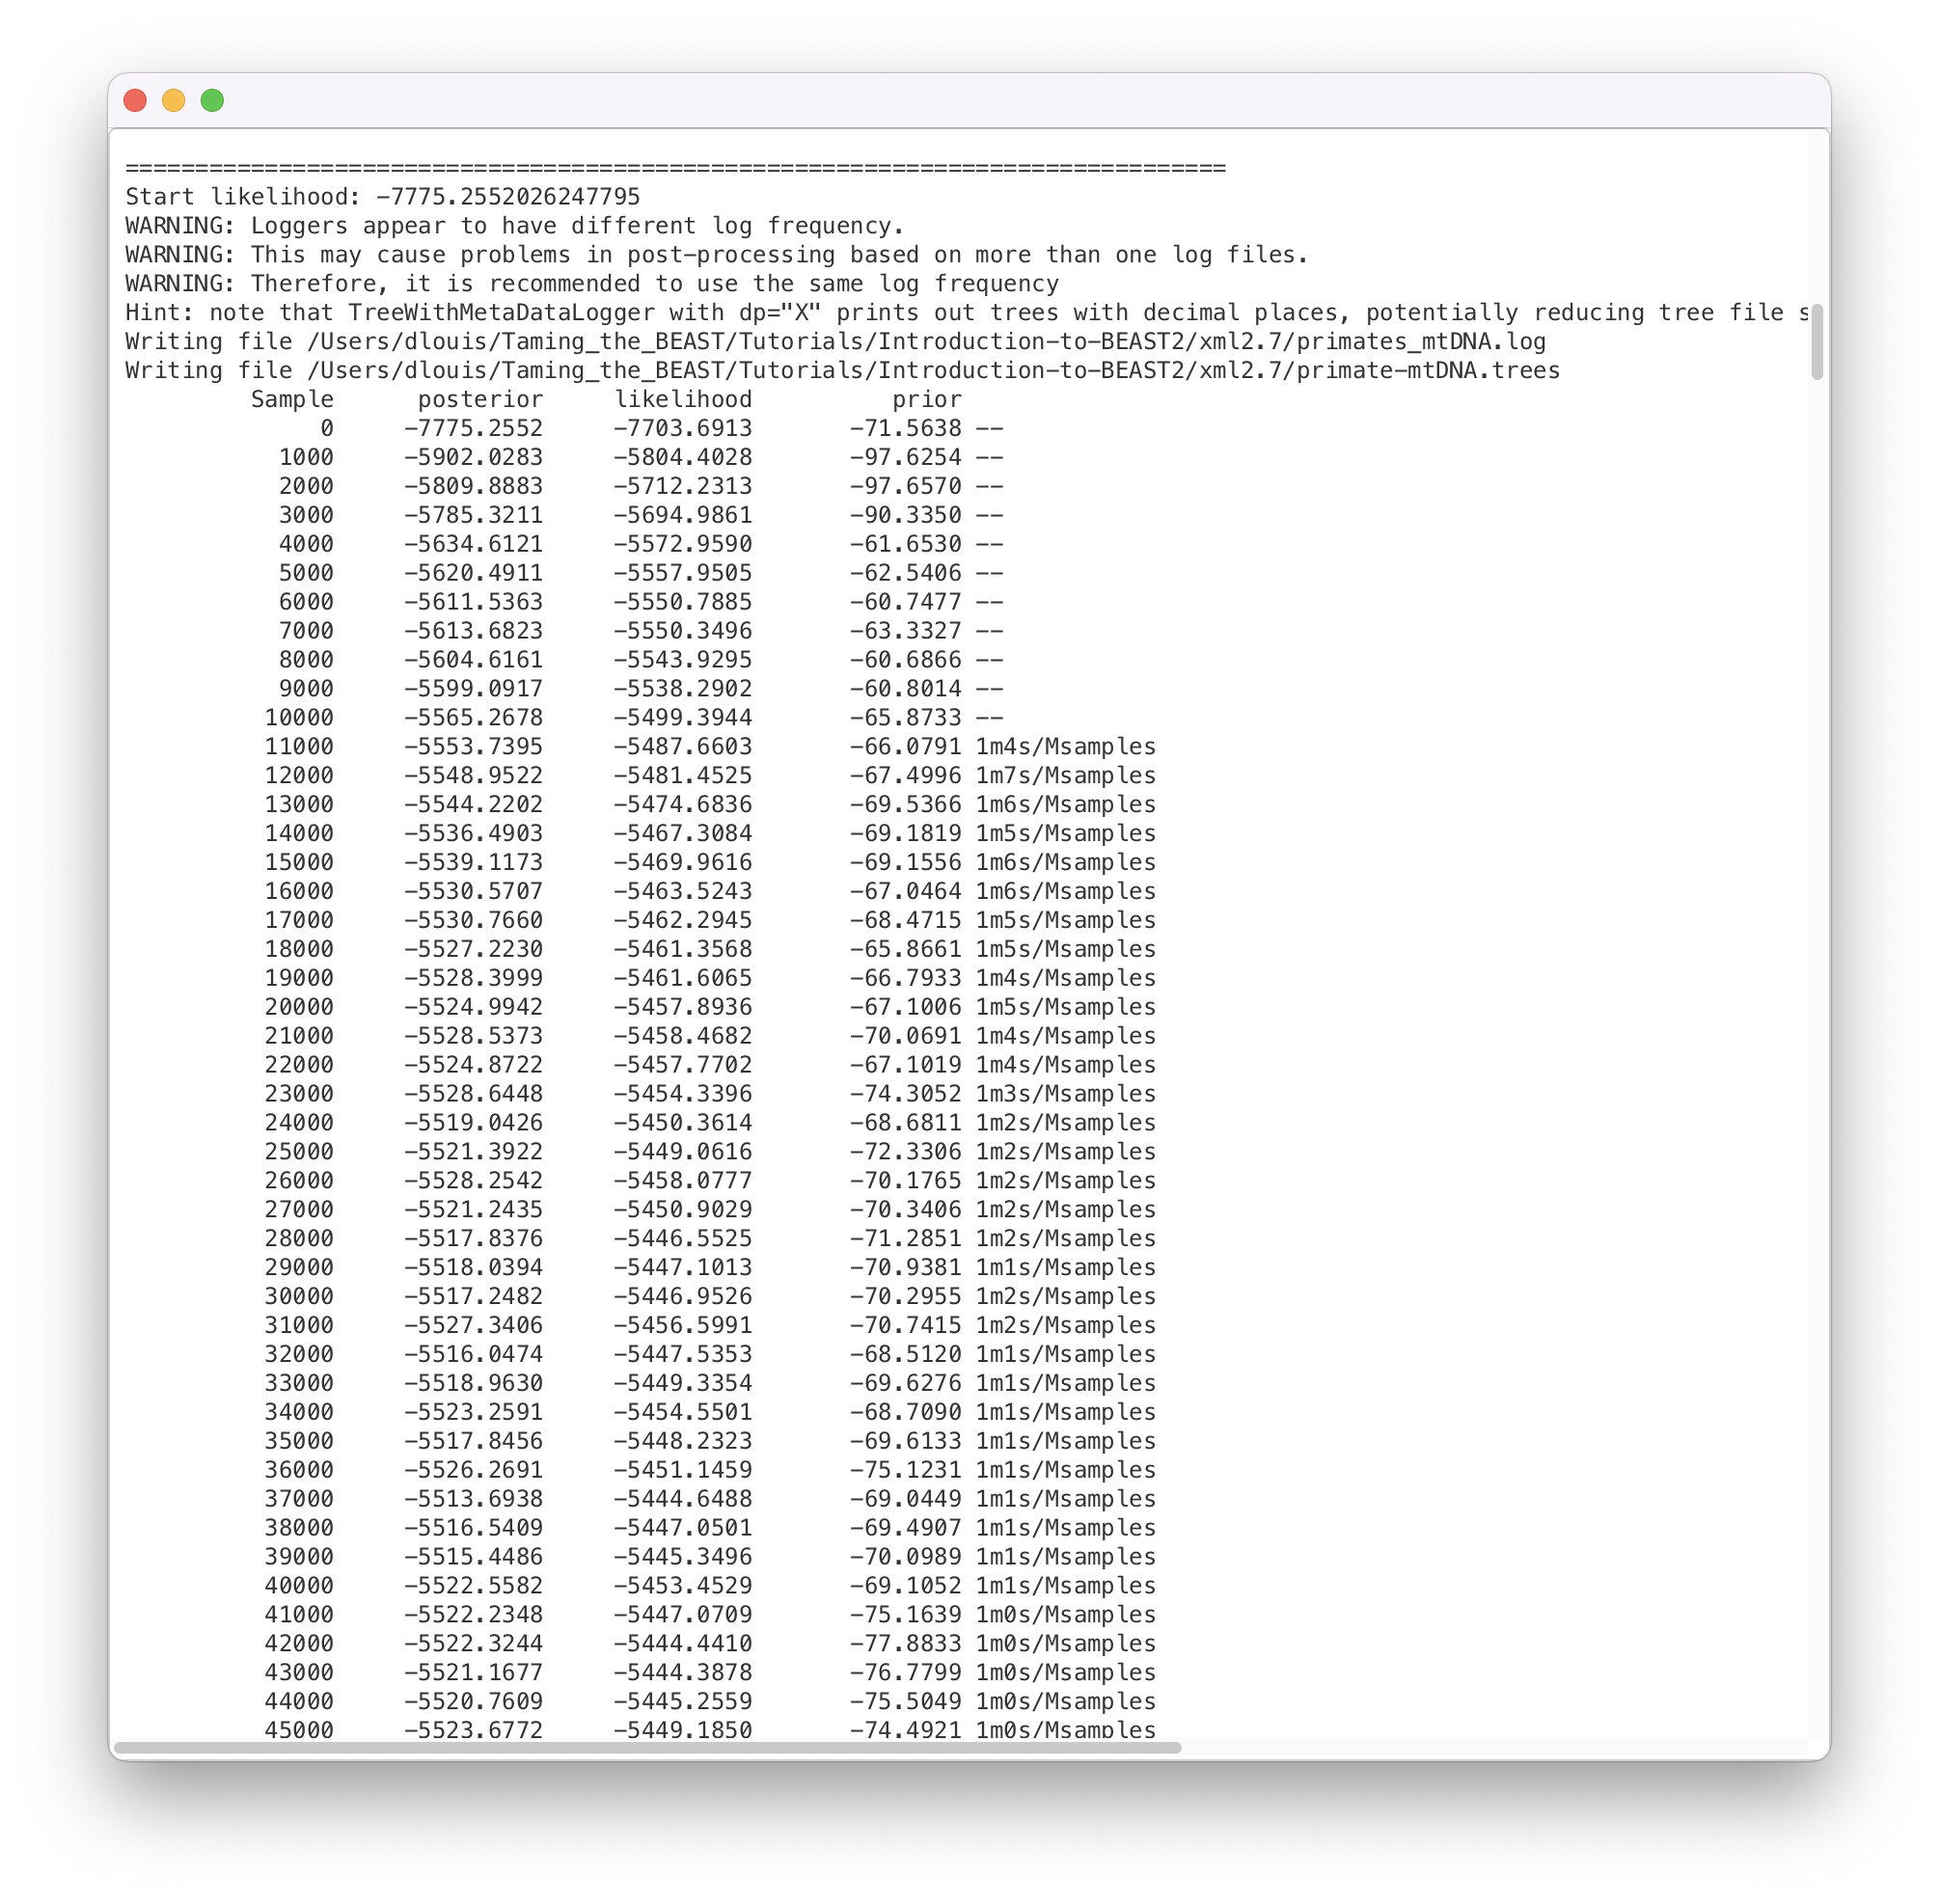 ===============================================================================
Start likelihood: -7775.2552026247795
WARNING: Loggers appear to have different log frequency.
WARNING: This may cause problems in post-processing based on more than one log files.
WARNING: Therefore, it is recommended to use the same log frequency
Hint: note that TreeWithMetaDataLogger with dp="X" prints out trees with decimal places, potentially reducing tree file s
Writing file /Users/dlouis/Taming_the_BEAST/Tutorials/Introduction-to-BEAST2/xml2.7/primates_mtDNA.log
Writing file /Users/dlouis/Taming_the_BEAST/Tutorials/Introduction-to-BEAST2/xml2.7/primate-mtDNA.trees
Sample posterior likelihood prior
0 -7775.2552 -7703.6913 -71.5638 --
1000 -5902.0283 -5804.4028 -97.6254 --
2000 -5809.8883 -5712.2313 -97.6570 --
3000 -5785.3211 -5694.9861 -90.3350 --
4000 -5634.6121 -5572.9590 -61.6530 --
5000 -5620.4911 -5557.9505 -62.5406 --
6000 -5611.5363 -5550.7885 -60.7477 --
7000 -5613.6823 -5550.3496 -63.3327 --
8000 -5604.6161 -5543.9295 -60.6866 --
9000 -5599.0917 -5538.2902 -60.8014 --
10000 -5565.2678 -5499.3944 -65.8733 --
11000 -5553.7395 -5487.6603 -66.0791 1m4s/Msamples
12000 -5548.9522 -5481.4525 -67.4996 1m7s/Msamples
13000 -5544.2202 -5474.6836 -69.5366 1m6s/Msamples
14000 -5536.4903 -5467.3084 -69.1819 1m5s/Msamples
15000 -5539.1173 -5469.9616 -69.1556 1m6s/Msamples
16000 -5530.5707 -5463.5243 -67.0464 1m6s/Msamples
17000 -5530.7660 -5462.2945 -68.4715 1m5s/Msamples
18000 -5527.2230 -5461.3568 -65.8661 1m5s/Msamples
19000 -5528.3999 -5461.6065 -66.7933 1m4s/Msamples
20000 -5524.9942 -5457.8936 -67.1006 1m5s/Msamples
21000 -5528.5373 -5458.4682 -70.0691 1m4s/Msamples
22000 -5524.8722 -5457.7702 -67.1019 1m4s/Msamples
23000 -5528.6448 -5454.3396 -74.3052 1m3s/Msamples
24000 -5519.0426 -5450.3614 -68.6811 1m2s/Msamples
25000 -5521.3922 -5449.0616 -72.3306 1m2s/Msamples
26000 -5528.2542 -5458.0777 -70.1765 1m2s/Msamples
27000 -5521.2435 -5450.9029 -70.3406 1m2s/Msamples
28000 -5517.8376 -5446.5525 -71.2851 1m2s/Msamples
29000 -5518.0394 -5447.1013 -70.9381 1m1s/Msamples
30000 -5517.2482 -5446.9526 -70.2955 1m2s/Msamples
31000 -5527.3406 -5456.5991 -70.7415 1m2s/Msamples
32000 -5516.0474 -5447.5353 -68.5120 1m1s/Msamples
33000 -5518.9630 -5449.3354 -69.6276 1m1s/Msamples
34000 -5523.2591 -5454.5501 -68.7090 1m1s/Msamples
35000 -5517.8456 -5448.2323 -69.6133 1m1s/Msamples
36000 -5526.2691 -5451.1459 -75.1231 1m1s/Msamples
37000 -5513.6938 -5444.6488 -69.0449 1m1s/Msamples
38000 -5516.5409 -5447.0501 -69.4907 1m1s/Msamples
39000 -5515.4486 -5445.3496 -70.0989 1m1s/Msamples
40000 -5522.5582 -5453.4529 -69.1052 1m1s/Msamples
41000 -5522.2348 -5447.0709 -75.1639 1m0s/Msamples
42000 -5522.3244 -5444.4410 -77.8833 1m0s/Msamples
43000 -5521.1677 -5444.3878 -76.7799 1m0s/Msamples
44000 -5520.7609 -5445.2559 -75.5049 1m0s/Msamples
45000 -5523.6772 -5449.1850 -74.4921 1m0s/Msamples